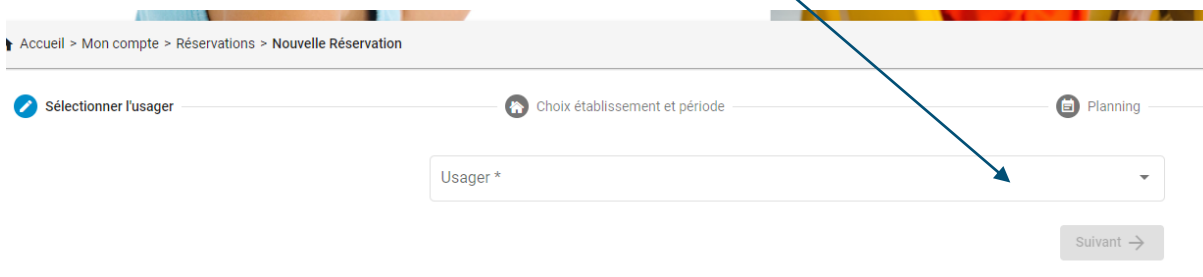 Accueil > Mon compte > Réservations > Nouvelle Réservation
Sélectionner l'usager
Choix établissement et période
Planning
Usager *
Suivant →